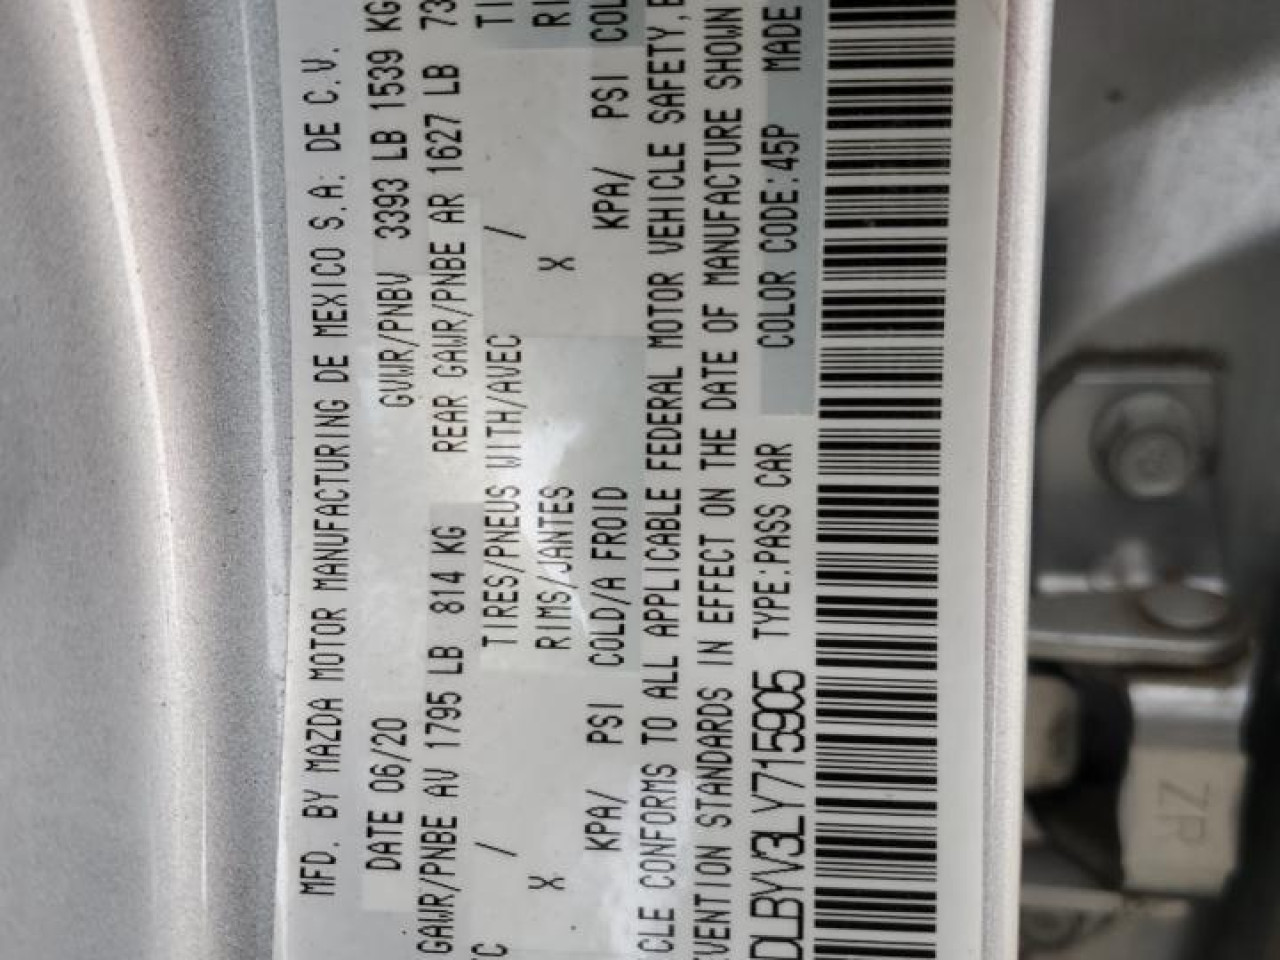 MFD. BY MAZDA MOTOR MANUFACTURING DE MEXICO S.A. DE C.V.
DATE 06/20 GVWR/PNBV 3393 LB 1539 KG
GAWR/PNBE AV 1795 LB 814 KG REAR GAWR/PNBE AR 1627 LB 73
/ TIRES/PNEUS WITH/AVEC /
X RIMS/JANTES X
KPA/ PSI COLD/A FROID KPA/ PSI COL
CLE CONFORMS TO ALL APPLICABLE FEDERAL MOTOR VEHICLE SAFETY,
VENTION STANDARDS IN EFFECT ON THE DATE OF MANUFACTURE SHOWN
DLBYV3LY715905 TYPE:PASS CAR COLOR CODE:45P MADE
ZR